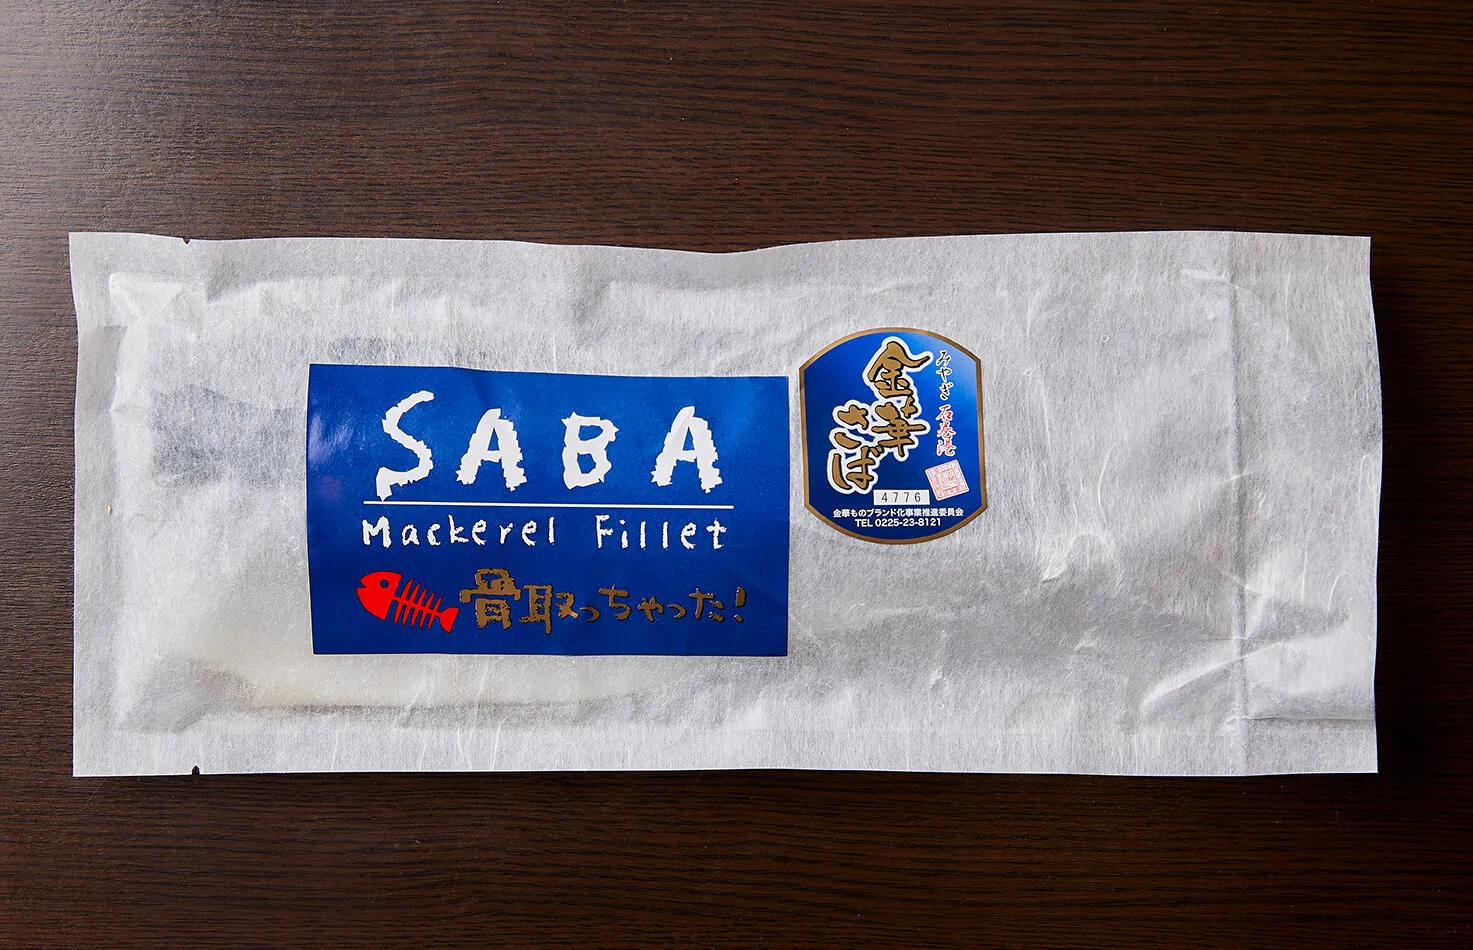 SABA
Mackerel Fillet
骨取っちゃった!
みやぎ 石巻港
金華
さば
4776
金華ものブランド化事業推進委員会
TEL 0225-23-8121